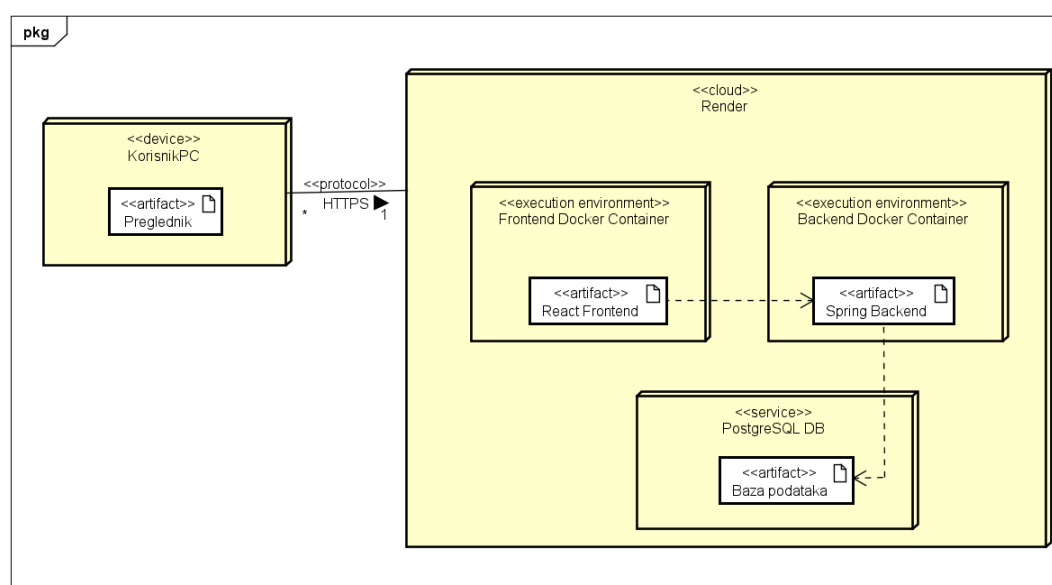 pkg
<<device>>
KorisnikPC
<<artifact>>
Preglednik
<<protocol>>
HTTPS
*
1
<<cloud>>
Render
<<execution environment>>
Frontend Docker Container
<<artifact>>
React Frontend
<<execution environment>>
Backend Docker Container
<<artifact>>
Spring Backend
<<service>>
PostgreSQL DB
<<artifact>>
Baza podataka